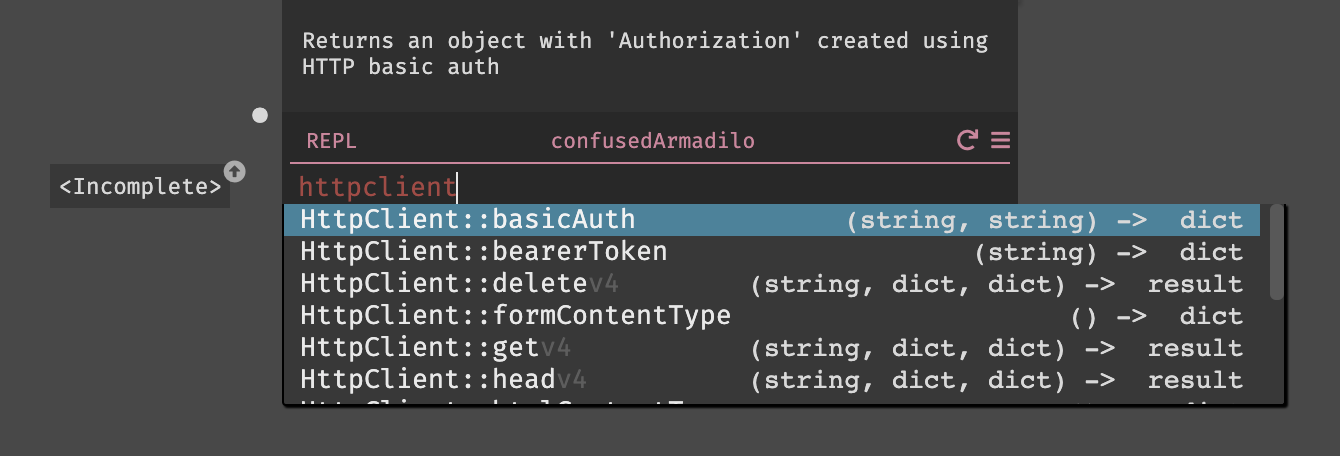 Returns an object with 'Authorization' created using
HTTP basic auth
REPL confusedArmadilo
<Incomplete>
httpclient
HttpClient::basicAuth (string, string) -> dict
HttpClient::bearerToken (string) -> dict
HttpClient::deletev4 (string, dict, dict) -> result
HttpClient::formContentType () -> dict
HttpClient::getv4 (string, dict, dict) -> result
HttpClient::headv4 (string, dict, dict) -> result